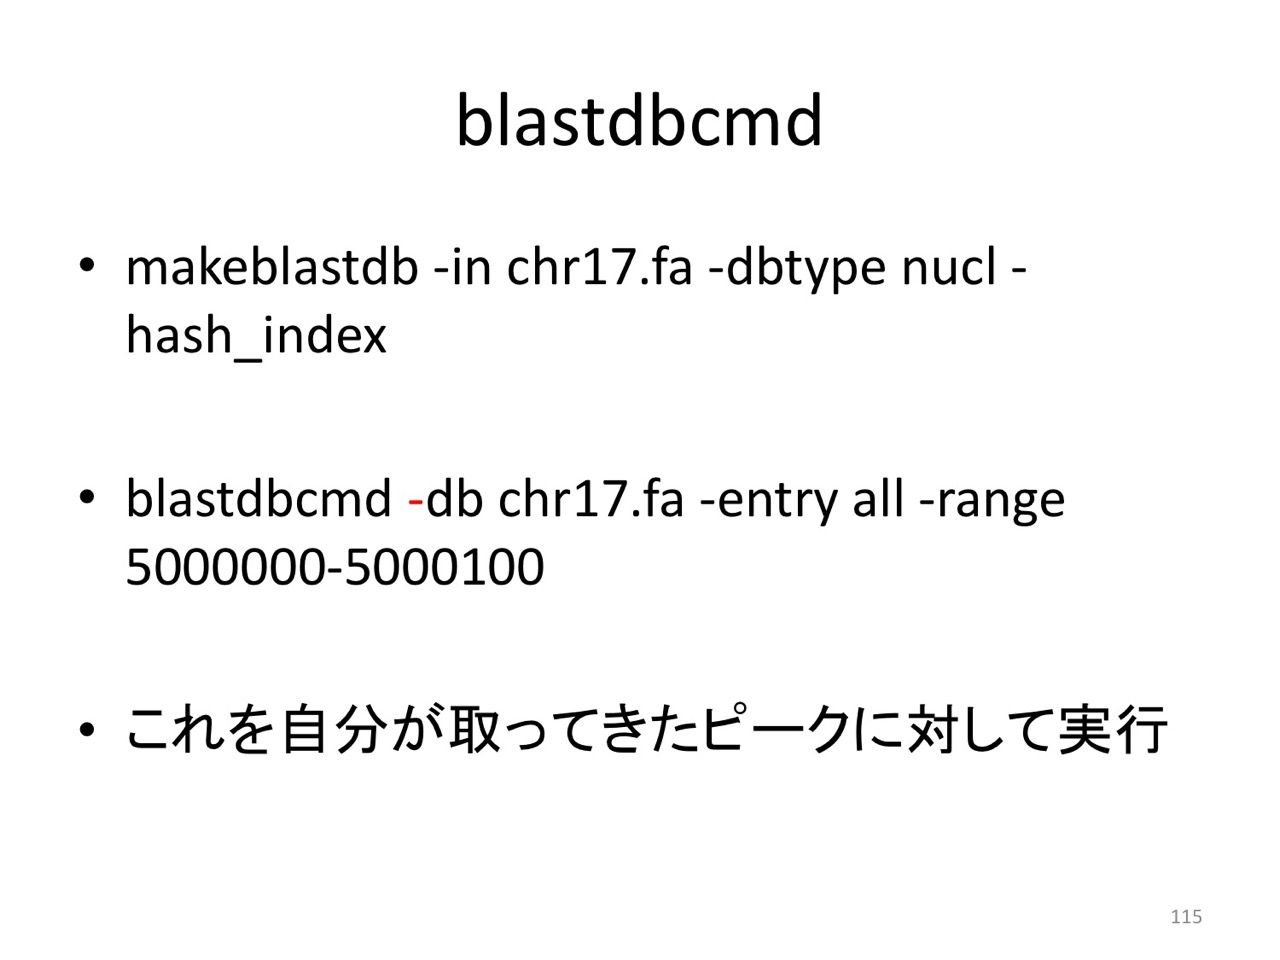 blastdbcmd
• makeblastdb -in chr17.fa -dbtype nucl -
hash_index
• blastdbcmd -db chr17.fa -entry all -range
5000000-5000100
• これを自分が取ってきたピークに対して実行
115